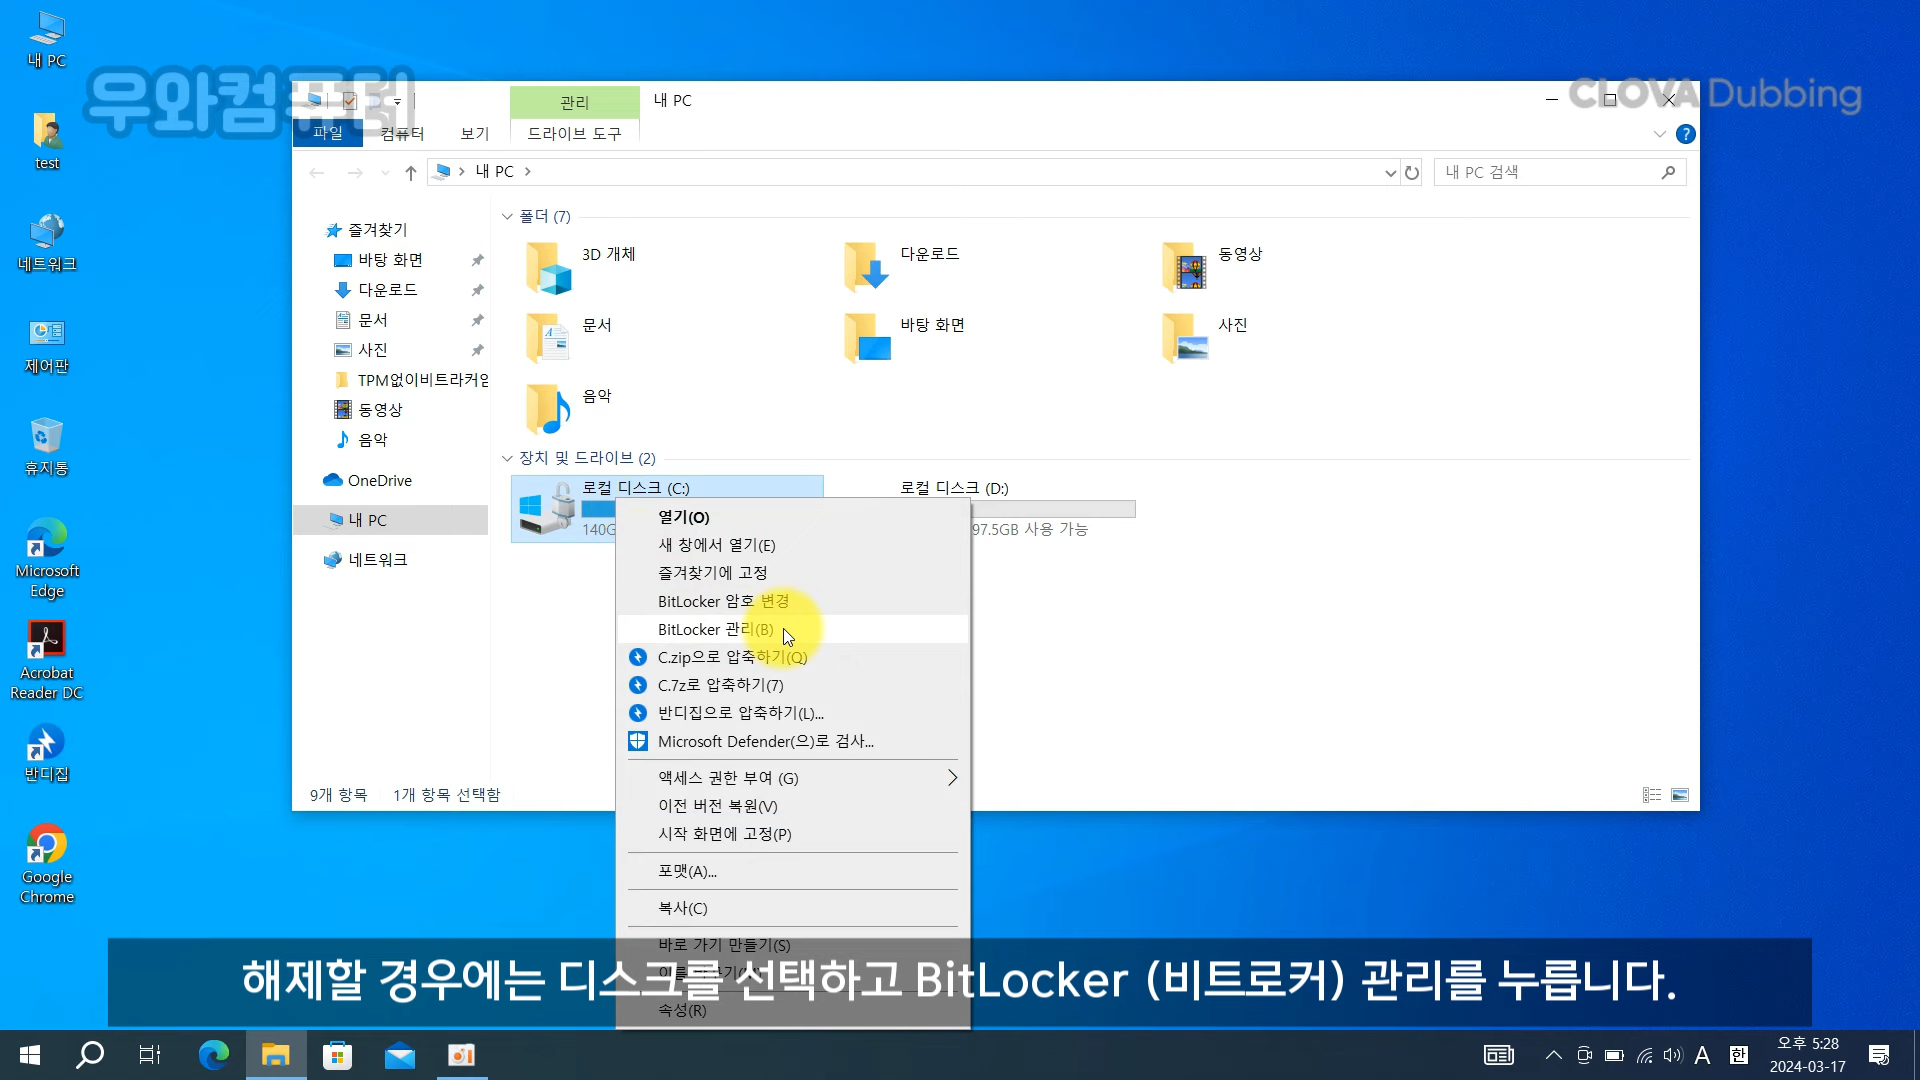 내 PC
test
네트워크
제어판
휴지통
Microsoft
Edge
Acrobat
Reader DC
반디집
Google
Chrome
우와컴퓨터
CLOVA Dubbing
관리
내 PC
파일
컴퓨터
보기
드라이브 도구
내 PC
내 PC 검색
즐겨찾기
바탕 화면
다운로드
문서
사진
TPM없이비트라커암
동영상
음악
OneDrive
내 PC
네트워크
폴더 (7)
3D 개체
다운로드
동영상
문서
바탕 화면
사진
음악
장치 및 드라이브 (2)
로컬 디스크 (C:)
140G
로컬 디스크 (D:)
97.5GB 사용 가능
열기(O)
새 창에서 열기(E)
즐겨찾기에 고정
BitLocker 암호 변경
BitLocker 관리(B)
C.zip으로 압축하기(Q)
C.7z로 압축하기(7)
반디집으로 압축하기(L)...
Microsoft Defender(으)로 검사...
액세스 권한 부여 (G)
이전 버전 복원(V)
시작 화면에 고정(P)
포맷(A)...
복사(C)
바로 가기 만들기(S)
속성(R)
9개 항목
1개 항목 선택함
해제할 경우에는 디스크를 선택하고 BitLocker (비트로커) 관리를 누릅니다.
A
한
오후 5:28
2024-03-17